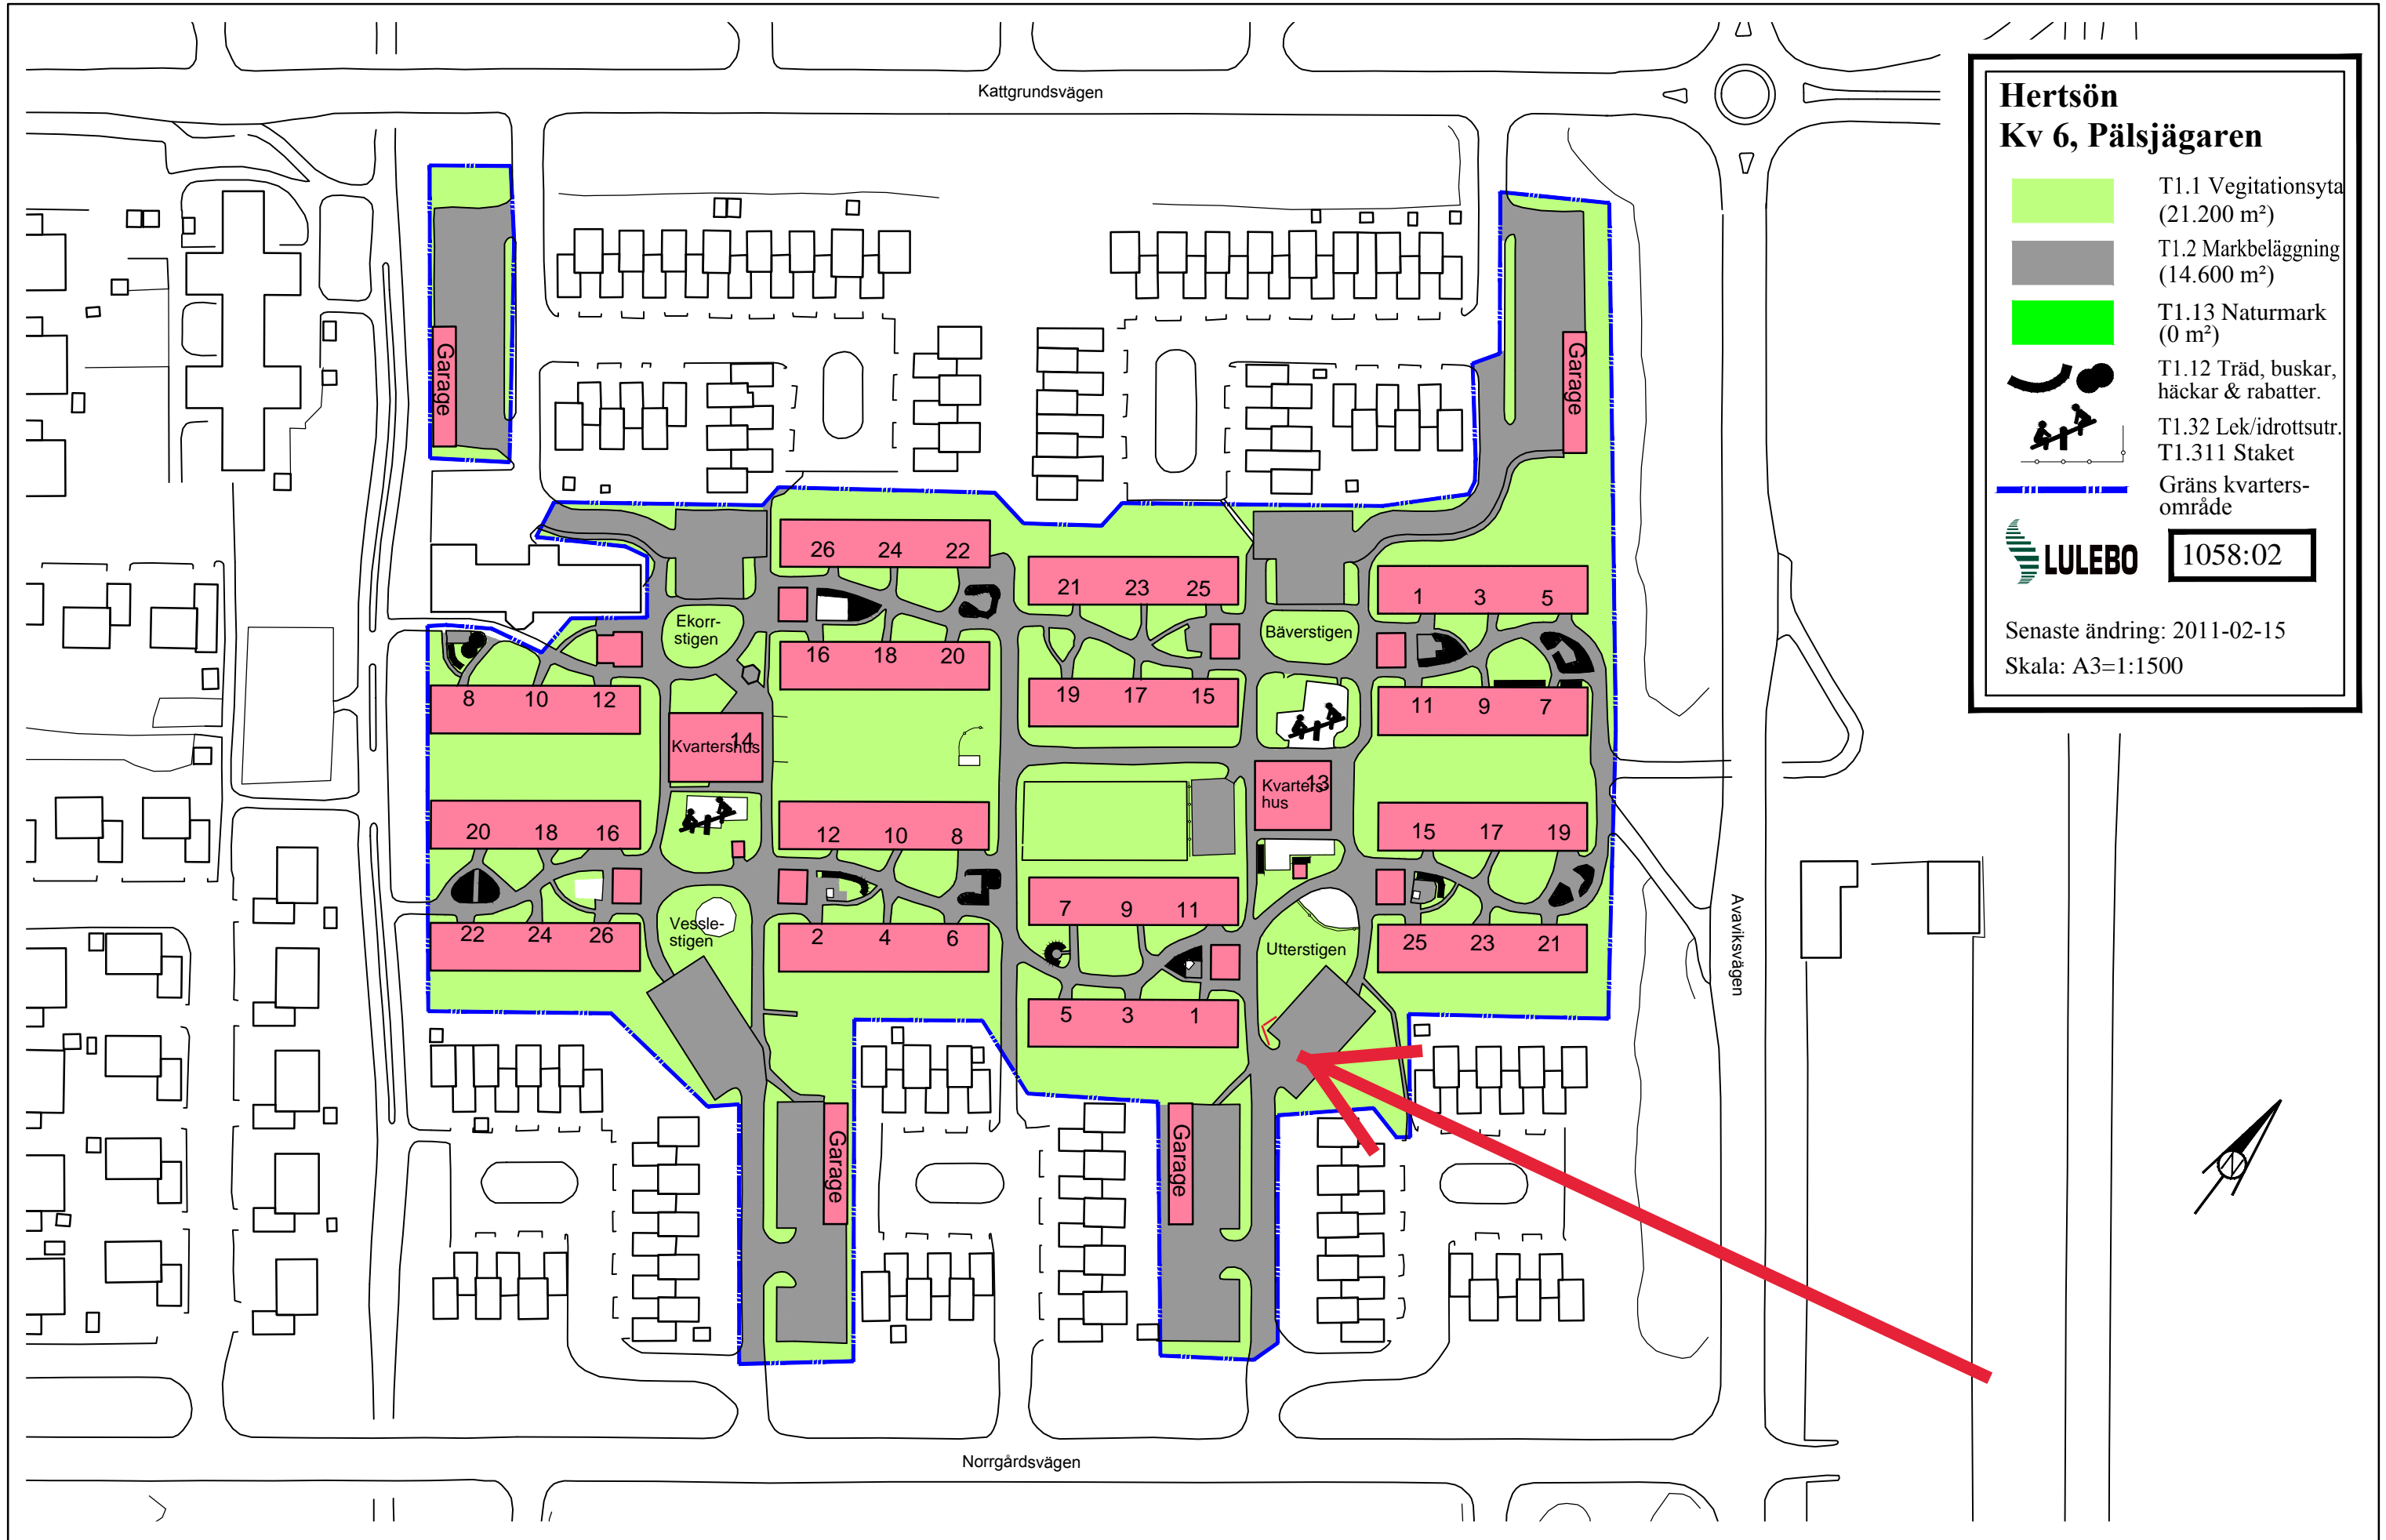 Kattgrundsvägen
Hertsön
Kv 6, Pälsjägaren
T1.1 Vegitationsyta
(21.200 m²)
T1.2 Markbeläggning
(14.600 m²)
T1.13 Naturmark
(0 m²)
T1.12 Träd, buskar,
häckar & rabatter.
T1.32 Lek/idrottsutr.
T1.311 Staket
Gräns kvarters-
område
LULEBO
1058:02
Senaste ändring: 2011-02-15
Skala: A3=1:1500
Garage
Garage
26 24 22
21 23 25
1 3 5
Ekorr-
stigen
Bäverstigen
16 18 20
8 10 12
19 17 15
11 9 7
Kvartershus 14
Kvarters-
hus
13
20 18 16
12 10 8
15 17 19
7 9 11
Vessle-
stigen
22 24 26
2 4 6
Utterstigen
25 23 21
5 3 1
Avaviksvägen
Garage
Garage
N
Norrgårdsvägen